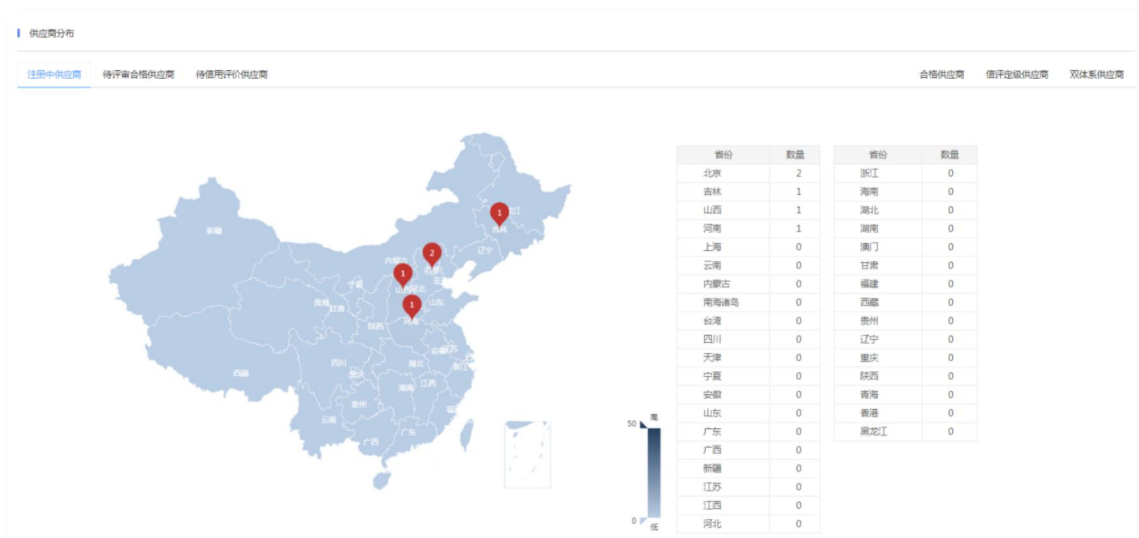 供应商分布
注册中供应商 待评审合格供应商 待信用评价供应商 合格供应商 信评定级供应商 双体系供应商
省份 数量 省份 数量
北京 2 浙江 0
吉林 1 海南 0
山西 1 湖北 0
河南 1 湖南 0
上海 0 澳门 0
云南 0 甘肃 0
内蒙古 0 福建 0
南海诸岛 0 西藏 0
台湾 0 贵州 0
四川 0 辽宁 0
天津 0 重庆 0
宁夏 0 陕西 0
安徽 0 青海 0
山东 0 香港 0
广东 0 黑龙江 0
广西 0
新疆 0
江苏 0
江西 0
河北 0
1
吉林
新疆
辽宁
2
内蒙古
1
宁夏
河北
1
山东
青海
甘肃
河南
陕西
四川
湖北
西藏
重庆
湖南
江西
贵州
云南
广东
广西
高
50
0
低